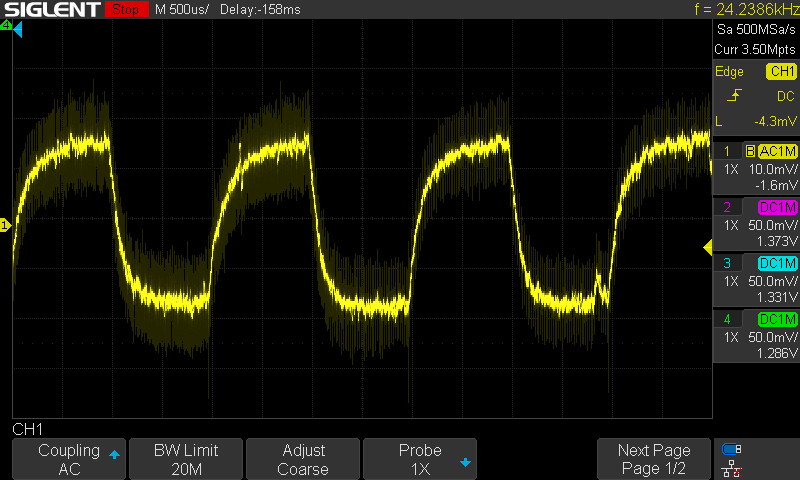 SIGLENT Stop M 500us/ Delay:-158ms f = 24.2386kHz
Sa 500MSa/s
Curr 3.50Mpts
Edge CH1
DC
L -4.3mV
1 B AC1M
1X 10.0mV/
-1.6mV
2 DC1M
1X 50.0mV/
1.373V
3 DC1M
1X 50.0mV/
1.331V
4 DC1M
1X 50.0mV/
1.286V
4
1
CH1
Coupling
AC
BW Limit
20M
Adjust
Coarse
Probe
1X
Next Page
Page 1/2